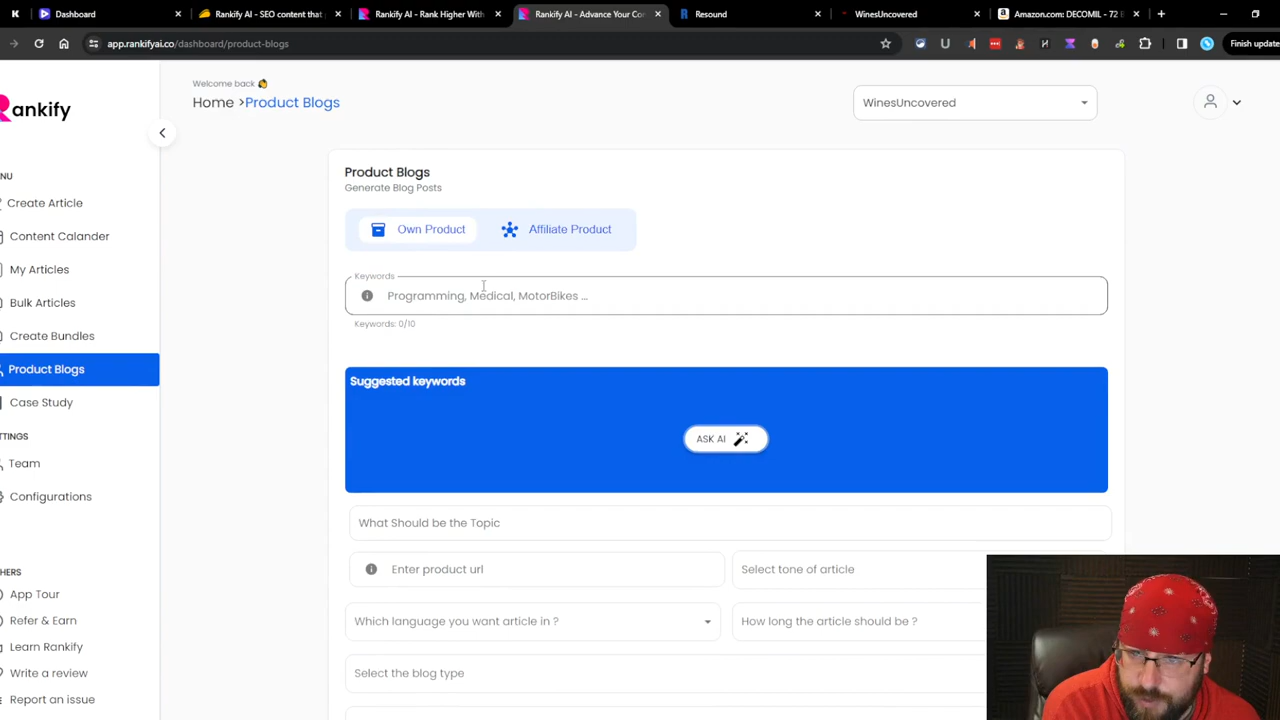 Dashboard
Rankify AI - SEO content that
Rankify AI - Rank Higher With
Rankify AI - Advance Your Con
Resound
WinesUncovered
Amazon.com: DECOMIL - 72
app.rankifyai.co/dashboard/product-blogs
Finish update
Welcome back
Home >Product Blogs
WinesUncovered
ankify
NU
Create Article
Content Calander
My Articles
Bulk Articles
Create Bundles
Product Blogs
Case Study
TTINGS
Team
Configurations
HERS
App Tour
Refer & Earn
Learn Rankify
Write a review
Report an issue
Product Blogs
Generate Blog Posts
Own Product
Affiliate Product
Keywords
Programming, Medical, MotorBikes ...
Keywords: 0/10
Suggested keywords
ASK AI
What Should be the Topic
Enter product url
Select tone of article
Which language you want article in ?
How long the article should be ?
Select the blog type